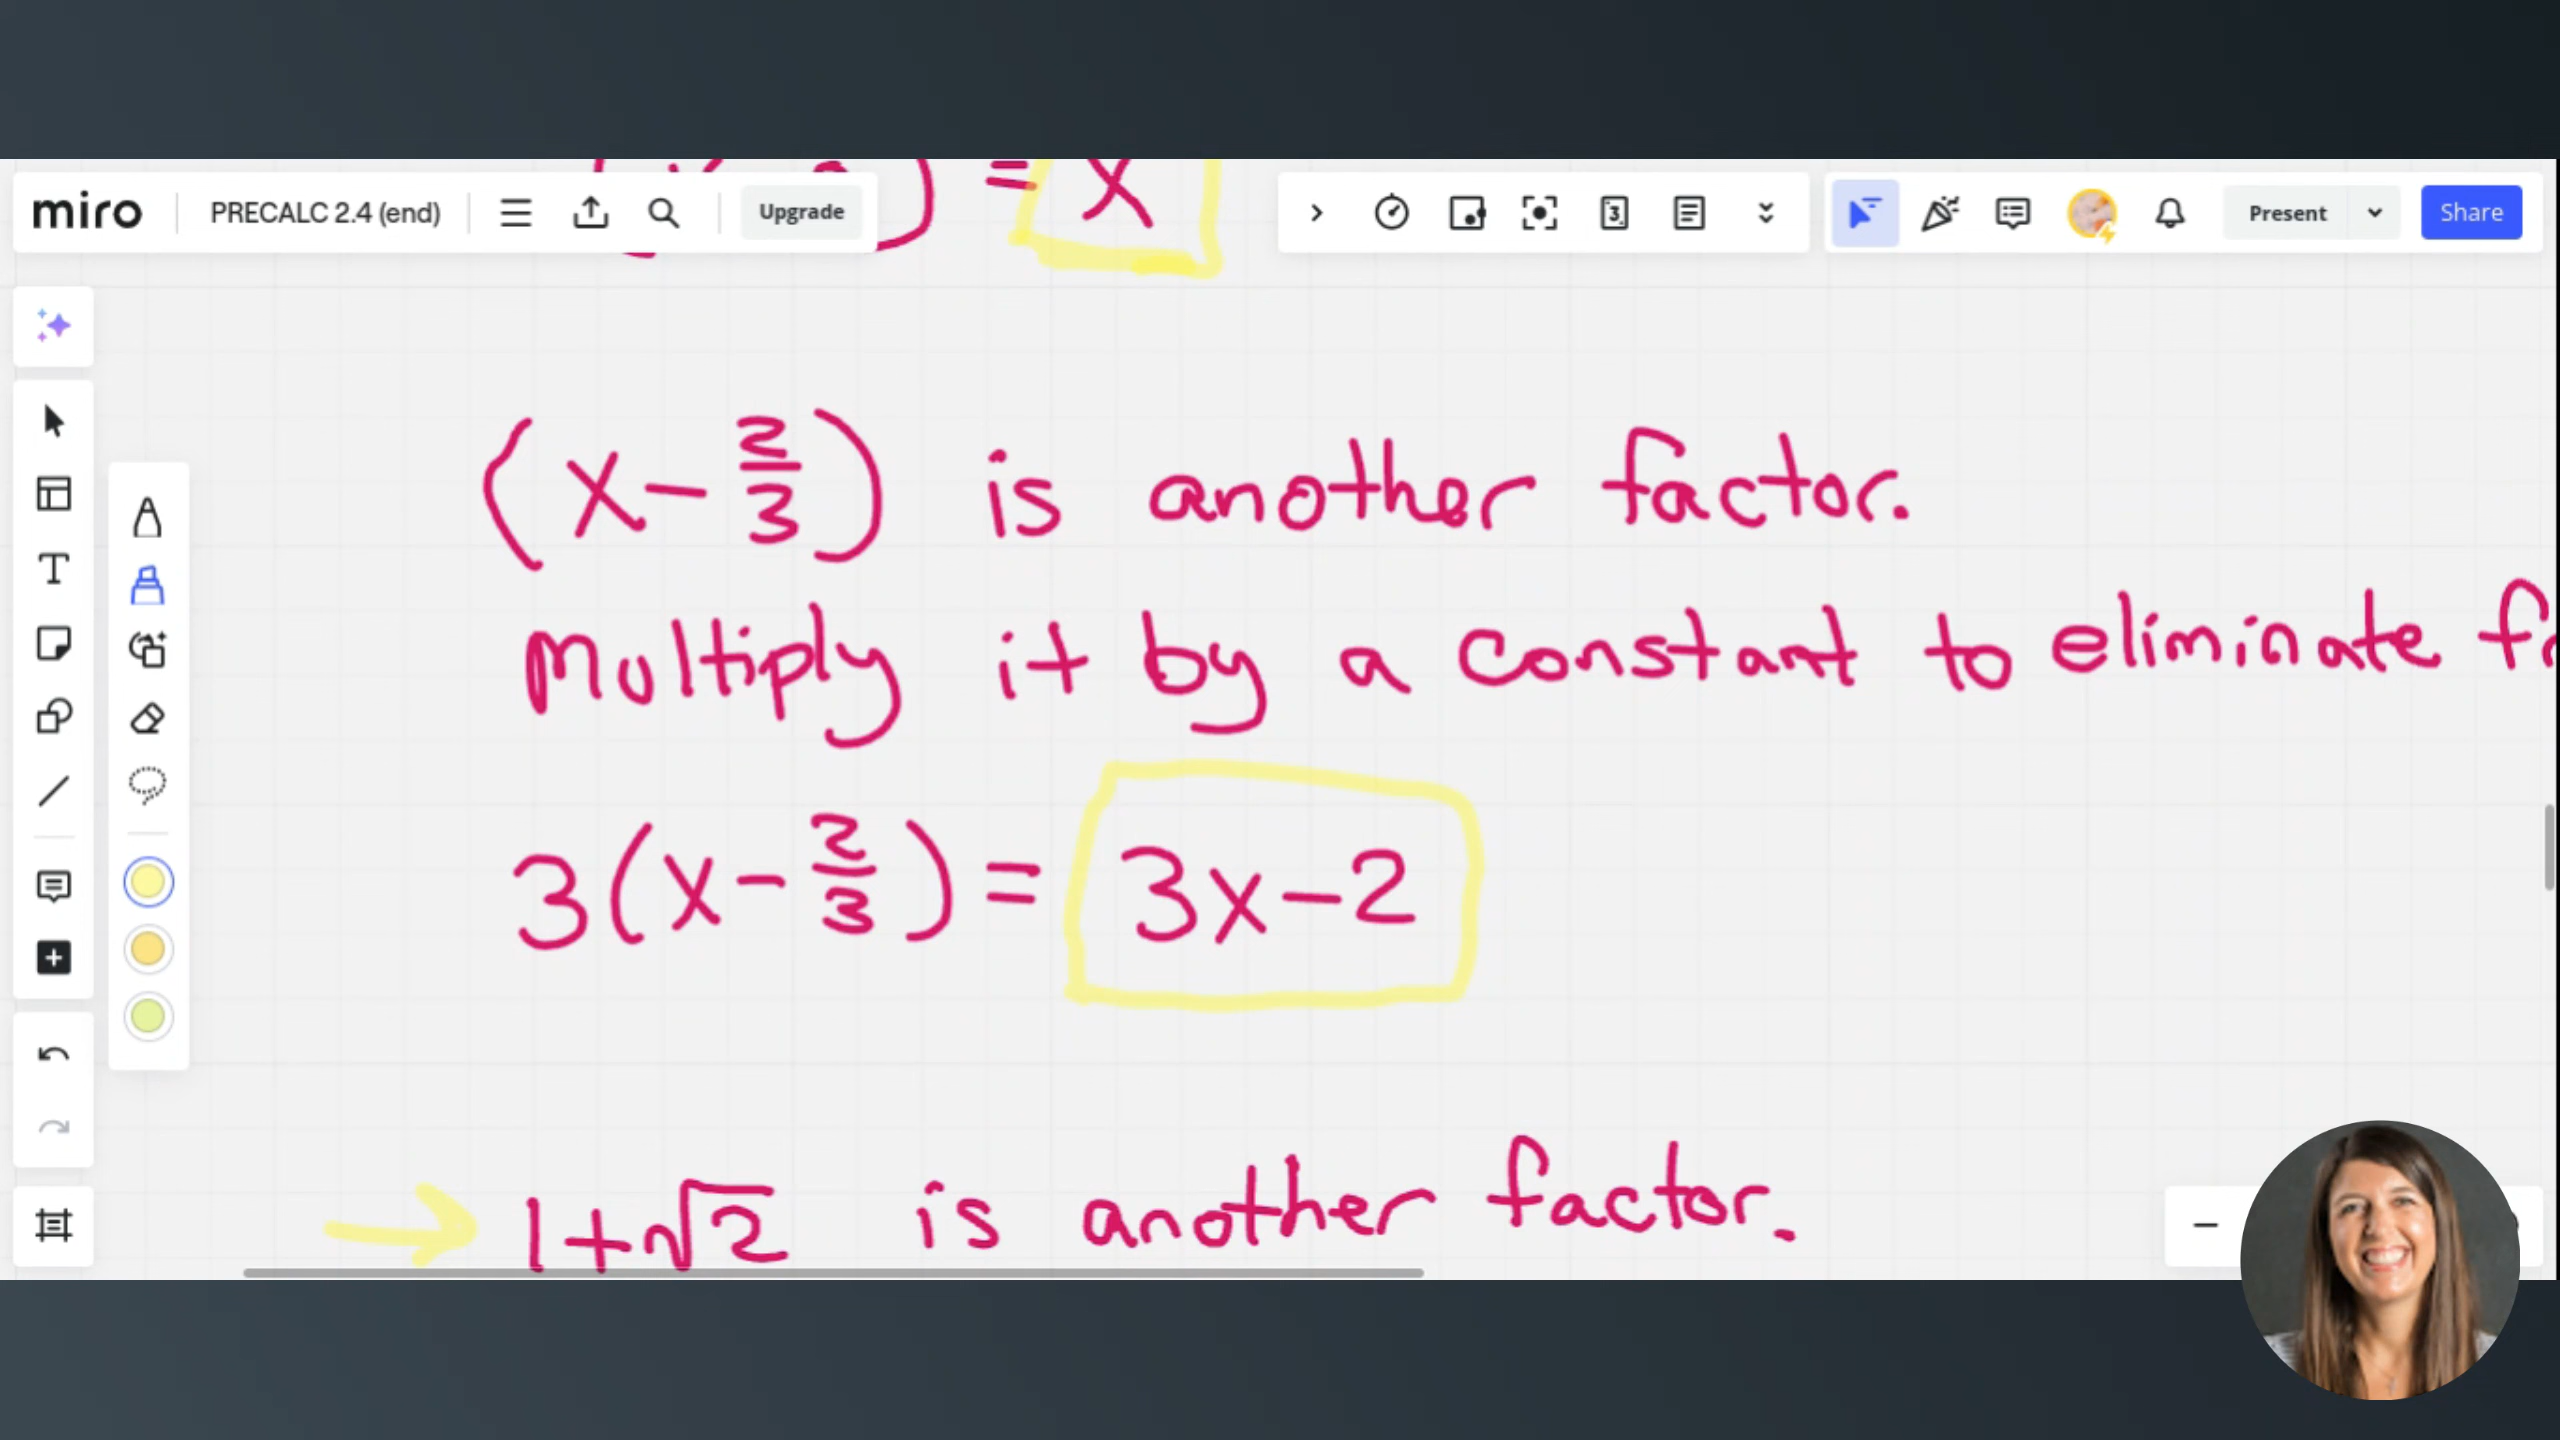 = x
miro PRECALC 2.4 (end) Upgrade 3 Present Share
(x - 2/3) is another factor.
Multiply it by a constant to eliminate
3(x - 2/3) = 3x-2
→ 1+√2 is another factor.